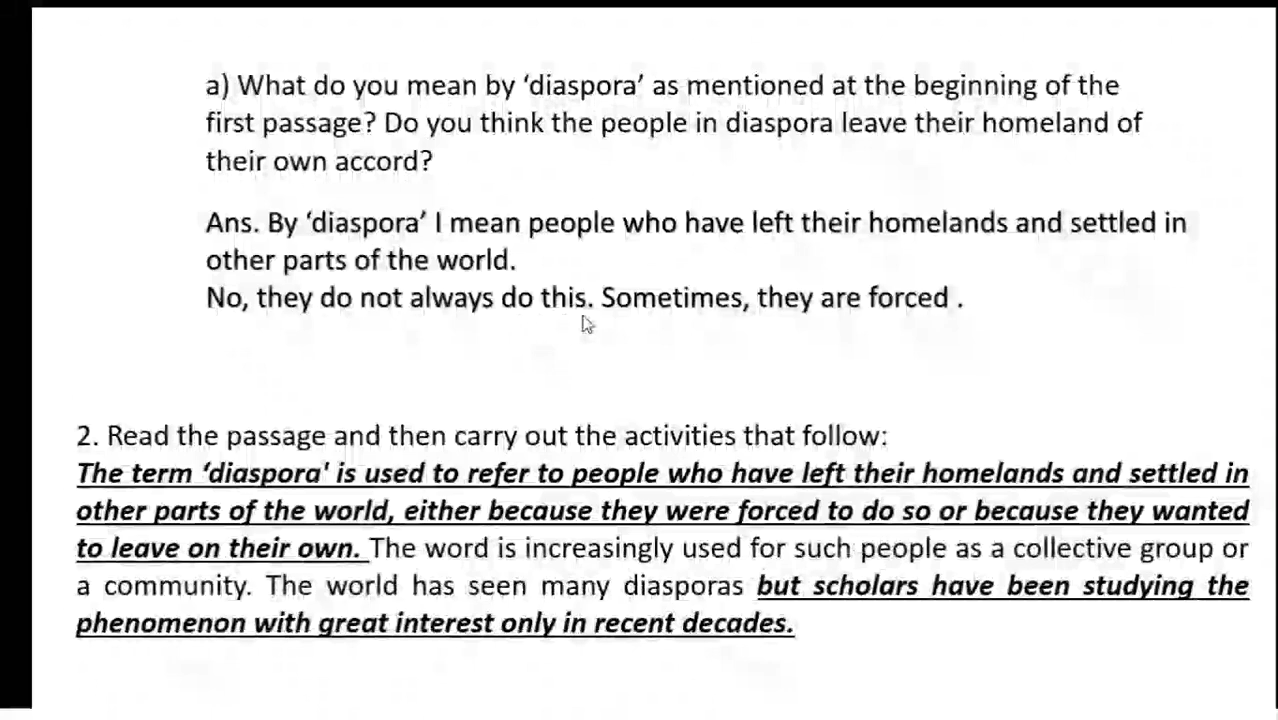 a) What do you mean by ‘diaspora’ as mentioned at the beginning of the
first passage? Do you think the people in diaspora leave their homeland of
their own accord?
Ans. By ‘diaspora’ I mean people who have left their homelands and settled in
other parts of the world.
No, they do not always do this. Sometimes, they are forced .
2. Read the passage and then carry out the activities that follow:
The term ‘diaspora' is used to refer to people who have left their homelands and settled in
other parts of the world, either because they were forced to do so or because they wanted
to leave on their own. The word is increasingly used for such people as a collective group or
a community. The world has seen many diasporas but scholars have been studying the
phenomenon with great interest only in recent decades.